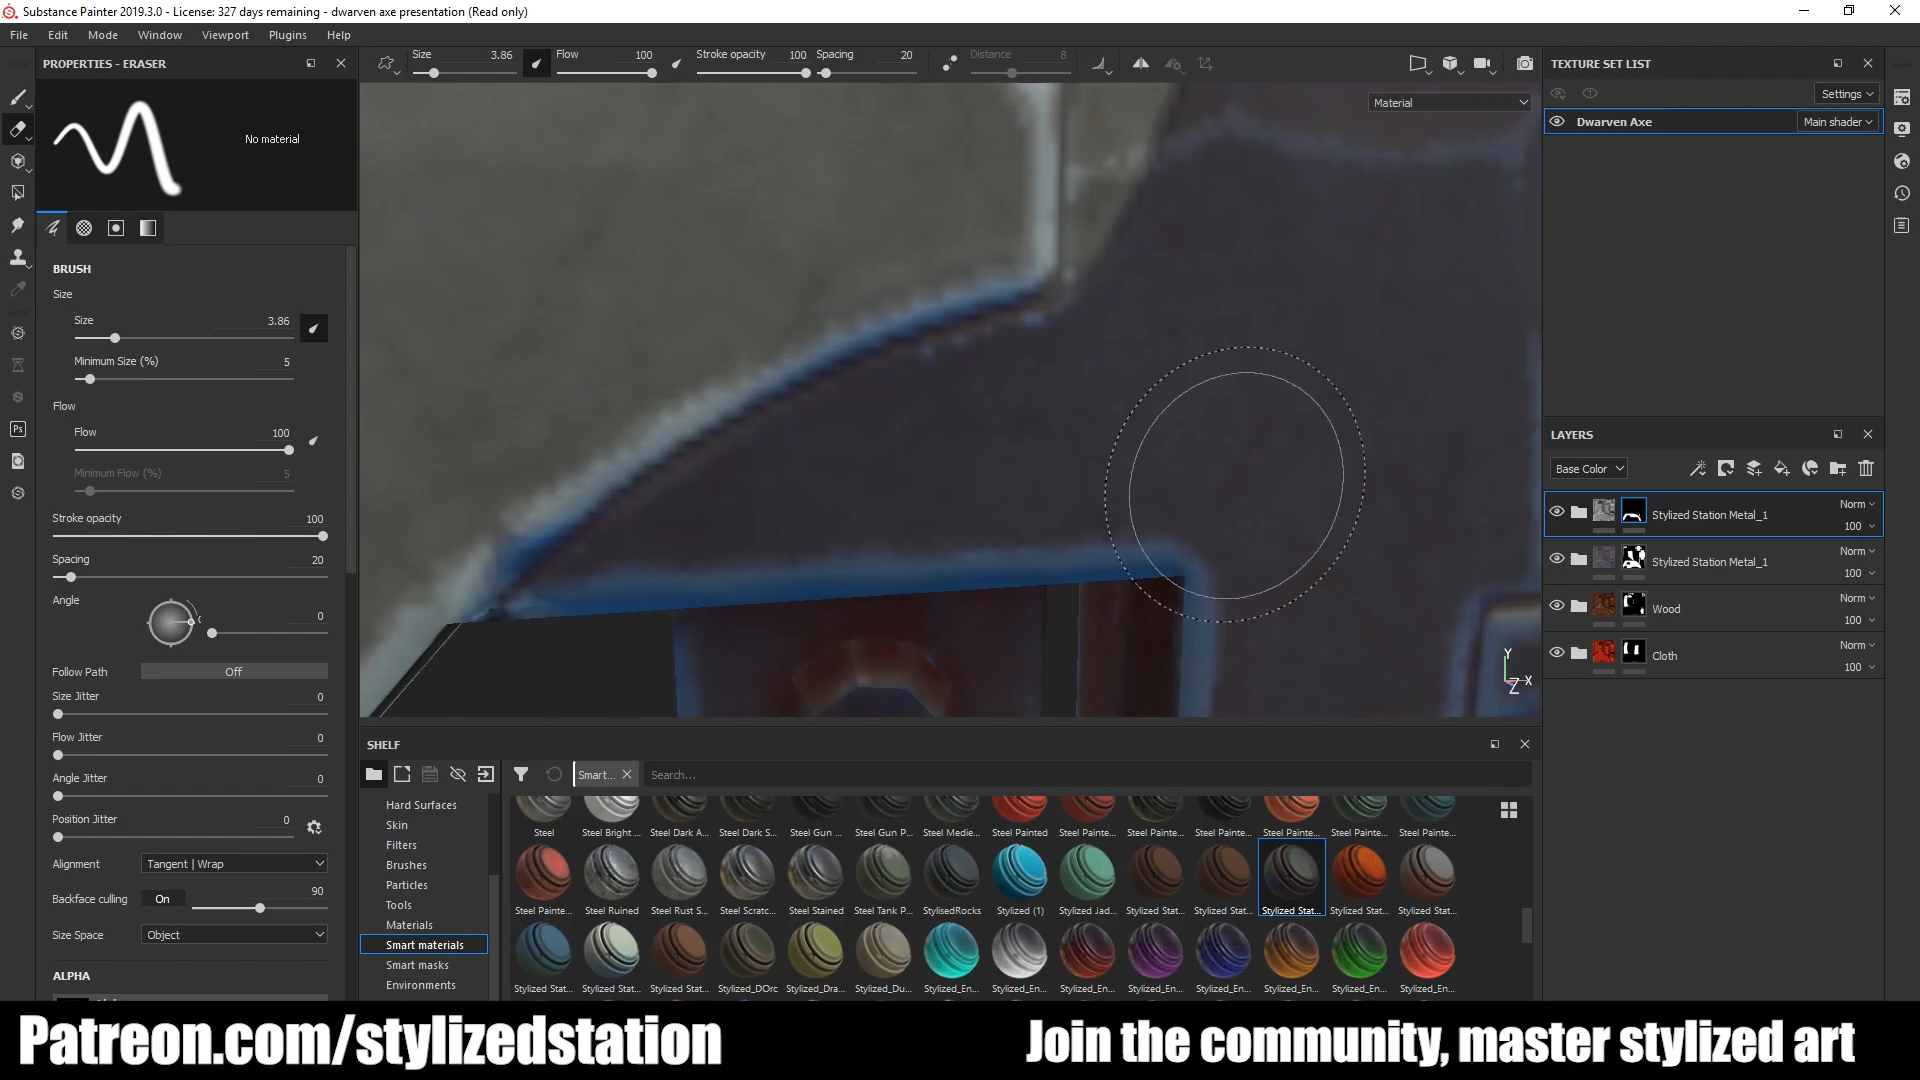 Substance Painter 2019.3.0 - License: 327 days remaining - dwarven axe presentation (Read only)
File Edit Mode Window Viewport Plugins Help
PROPERTIES - ERASER
Size 3.86 Flow 100 Stroke opacity 100 Spacing 20 Distance 8
TEXTURE SET LIST
Settings
Material
Dwarven Axe Main shader
No material
BRUSH
Size
Size 3.86
Minimum Size (%) 5
Flow
Flow 100
Minimum Flow (%) 5
Stroke opacity 100
Spacing 20
Angle 0
Follow Path Off
Size Jitter 0
Flow Jitter 0
Angle Jitter 0
Position Jitter 0
Alignment Tangent | Wrap
Backface culling On 90
Size Space Object
ALPHA
Ps
Y
X
Z
LAYERS
Base Color
Stylized Station Metal_1 Norm 100
Stylized Station Metal_1 Norm 100
Wood Norm 100
Cloth Norm 100
SHELF
Smart... Search...
Hard Surfaces
Skin
Filters
Brushes
Particles
Tools
Materials
Smart materials
Smart masks
Environments
Steel Steel Bright ... Steel Dark A... Steel Dark S... Steel Gun ... Steel Gun P... Steel Medie... Steel Painted Steel Painte... Steel Painte... Steel Painte... Steel Painte... Steel Painte... Steel Painte...
Steel Painte... Steel Ruined Steel Rust S... Steel Scratc... Steel Stained Steel Tank P... StylisedRocks Stylized (1) Stylized Jad... Stylized Stat... Stylized Stat... Stylized Stat... Stylized Stat... Stylized Stat...
Stylized Stat... Stylized Stat... Stylized Stat... Stylized_DOrc Stylized_Dra... Stylized_Du... Stylized_En... Stylized_En... Stylized_En... Stylized_En... Stylized_En... Stylized_En... Stylized_En... Stylized_En...
Patreon.com/stylizedstation
Join the community, master stylized art